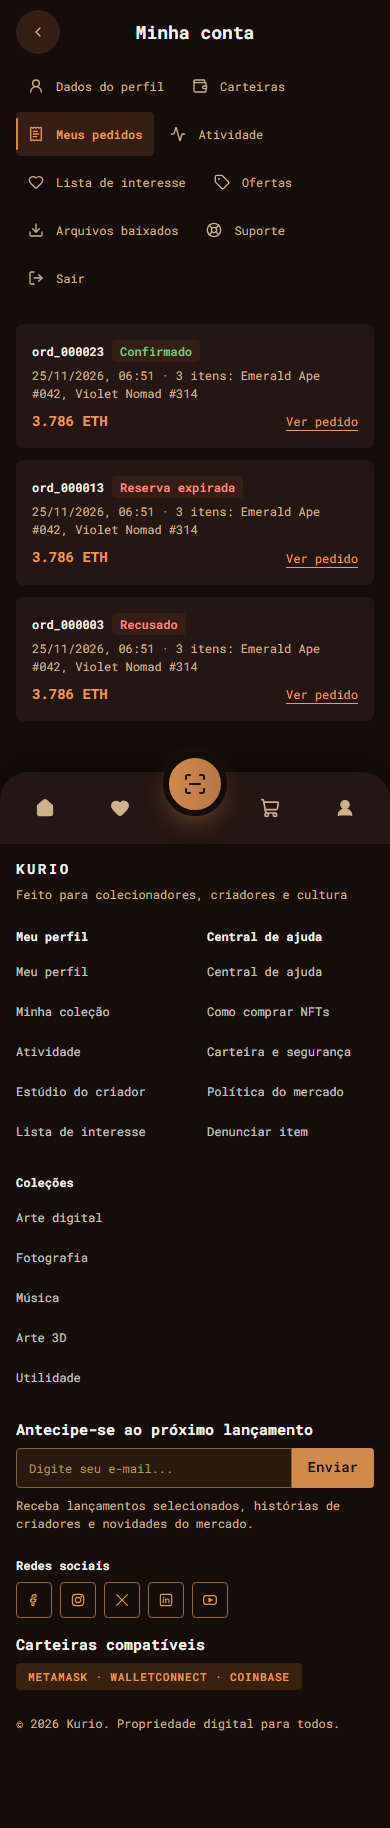 Minha conta
Dados do perfil
Carteiras
Meus pedidos
Atividade
Lista de interesse
Ofertas
Arquivos baixados
Suporte
Sair
ord_000023 Confirmado
25/11/2026, 06:51 · 3 itens: Emerald Ape
#042, Violet Nomad #314
3.786 ETH
Ver pedido
ord_000013 Reserva expirada
25/11/2026, 06:51 · 3 itens: Emerald Ape
#042, Violet Nomad #314
3.786 ETH
Ver pedido
ord_000003 Recusado
25/11/2026, 06:51 · 3 itens: Emerald Ape
#042, Violet Nomad #314
3.786 ETH
Ver pedido
KURIO
Feito para colecionadores, criadores e cultura
Meu perfil
Meu perfil
Minha coleção
Atividade
Estúdio do criador
Lista de interesse
Central de ajuda
Central de ajuda
Como comprar NFTs
Carteira e segurança
Política do mercado
Denunciar item
Coleções
Arte digital
Fotografia
Música
Arte 3D
Utilidade
Antecipe-se ao próximo lançamento
Digite seu e-mail...
Enviar
Receba lançamentos selecionados, histórias de
criadores e novidades do mercado.
Redes sociais
Carteiras compatíveis
METAMASK · WALLETCONNECT · COINBASE
© 2026 Kurio. Propriedade digital para todos.